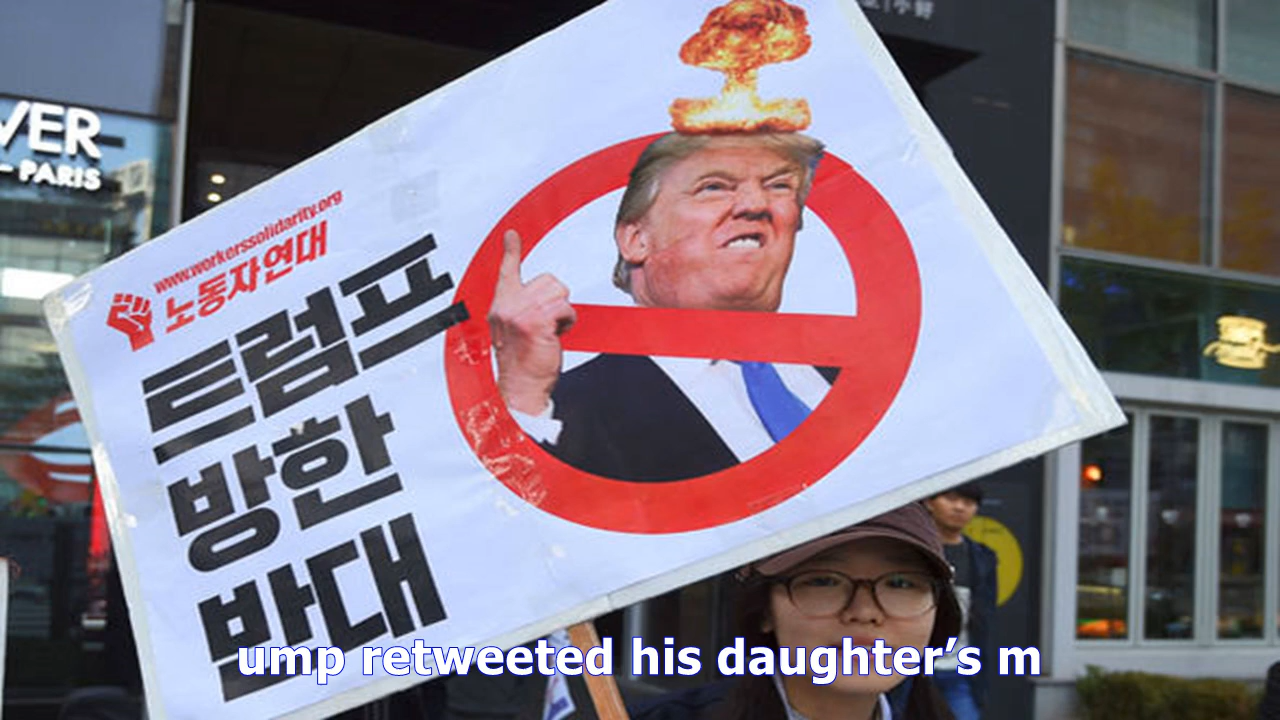 VER
PARIS
www.workerssolidarity.org
노동자연대
트럼프
방한
반대
ump retweeted his daughter’s m